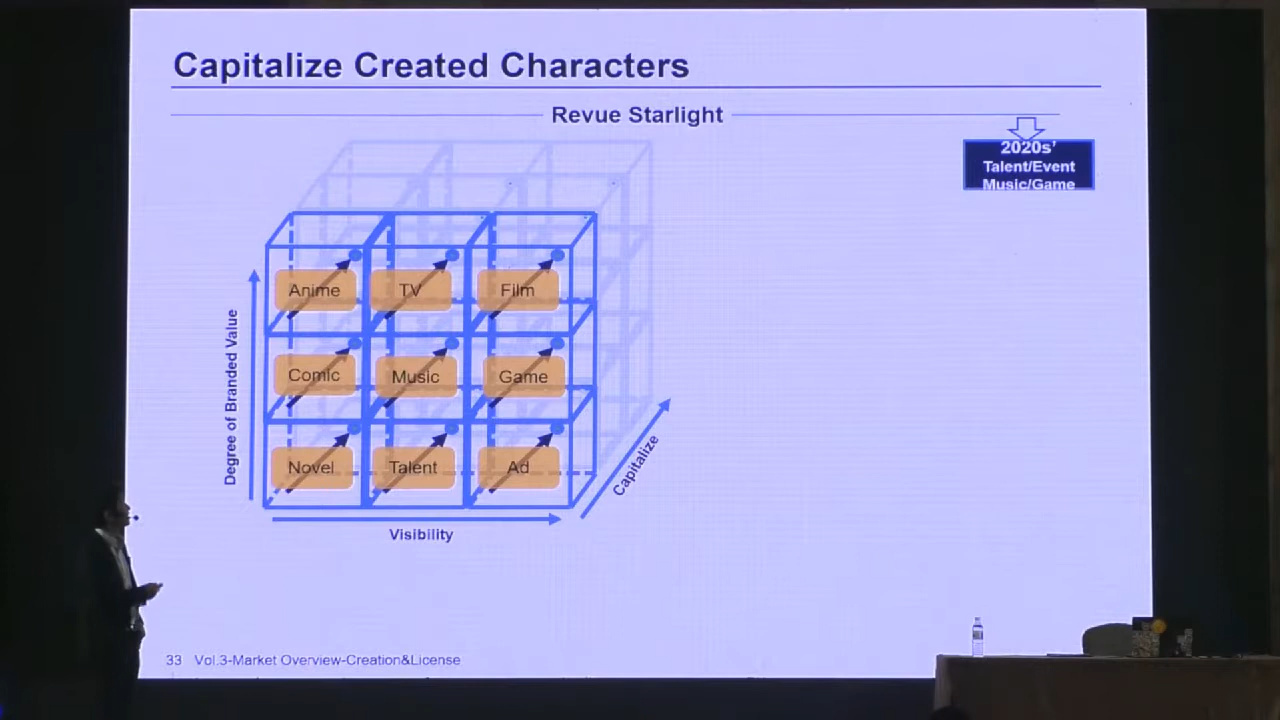 Capitalize Created Characters
Revue Starlight
2020s'
Talent/Event
Music/Game
Anime TV Film
Comic Music Game
Novel Talent Ad
Degree of Branded Value
Capitalize
Visibility
33 Vol.3-Market Overview-Creation&License